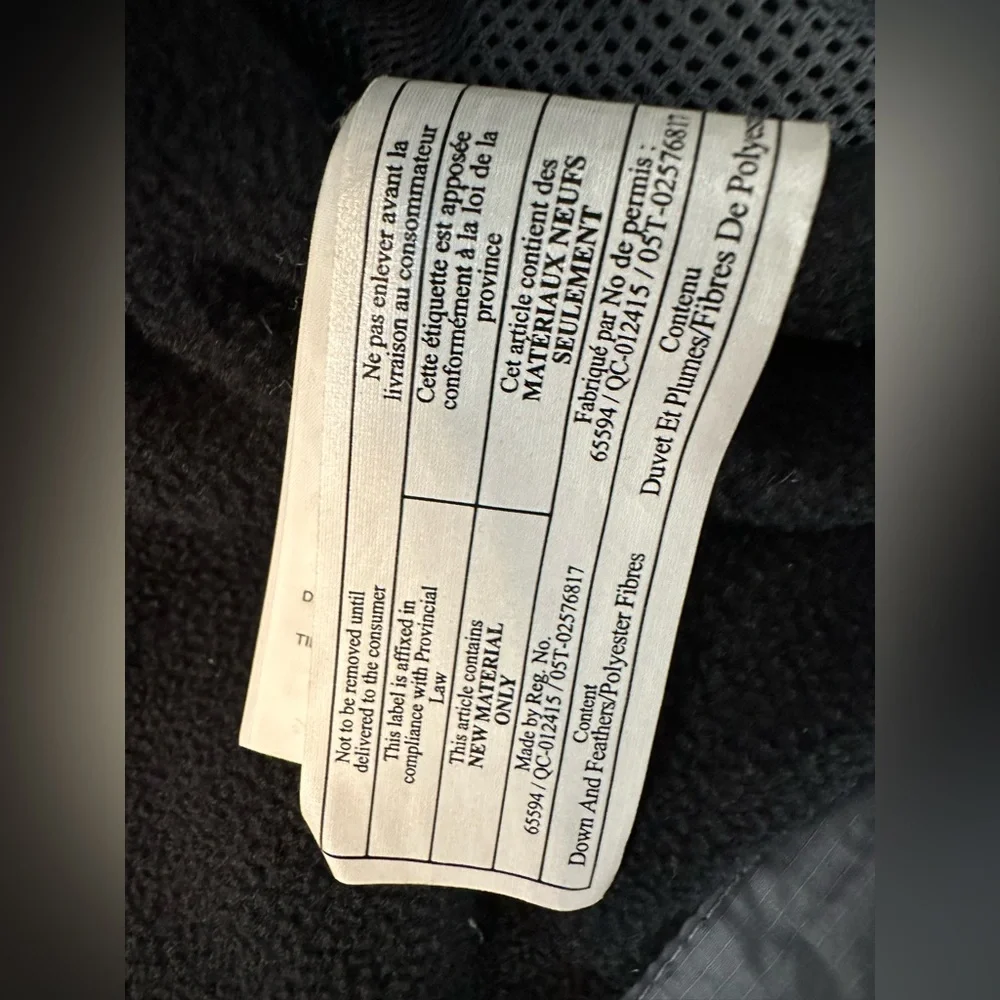 Not to be removed until
delivered to the consumer
This label is affixed in
compliance with Provincial
Law
This article contains
NEW MATERIAL
ONLY
Made by Reg. No.
65594 / QC-012415 / 05T-02576817
Content
Down And Feathers/Polyester Fibres
Ne pas enlever avant la
livraison au consommateur
Cette étiquette est apposée
conformément à la loi de la
province
Cet article contient des
MATÉRIAUX NEUFS
SEULEMENT
Fabriqué par No de permis :
65594 / QC-012415 / 05T-02576817
Contenu
Duvet Et Plumes/Fibres De